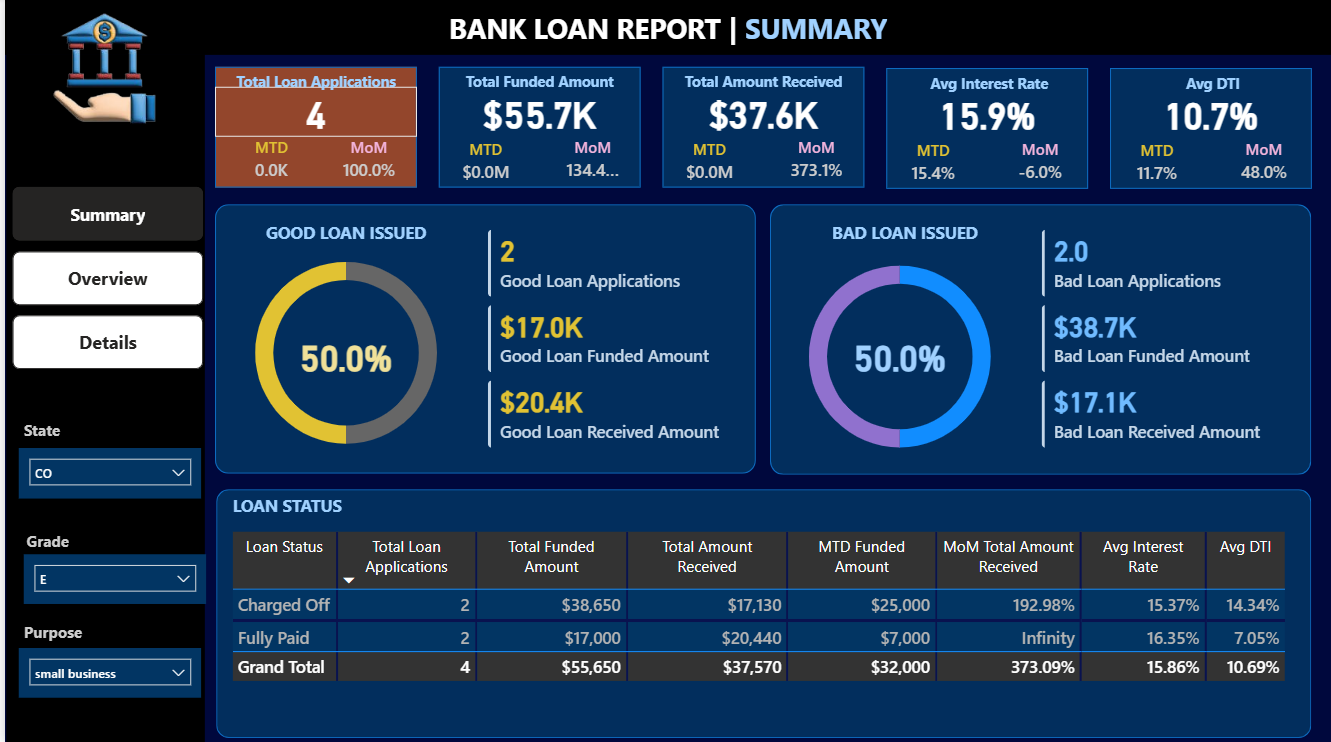 BANK LOAN REPORT | SUMMARY
Total Loan Applications
4
MTD MoM
0.0K 100.0%
Total Funded Amount
$55.7K
MTD MoM
$0.0M 134.4...
Total Amount Received
$37.6K
MTD MoM
$0.0M 373.1%
Avg Interest Rate
15.9%
MTD MoM
15.4% -6.0%
Avg DTI
10.7%
MTD MoM
11.7% 48.0%
Summary
Overview
Details
State
CO
Grade
E
Purpose
small business
GOOD LOAN ISSUED
50.0%
2
Good Loan Applications
$17.0K
Good Loan Funded Amount
$20.4K
Good Loan Received Amount
BAD LOAN ISSUED
50.0%
2.0
Bad Loan Applications
$38.7K
Bad Loan Funded Amount
$17.1K
Bad Loan Received Amount
LOAN STATUS
Loan Status Total Loan Applications Total Funded Amount Total Amount Received MTD Funded Amount MoM Total Amount Received Avg Interest Rate Avg DTI
Charged Off 2 $38,650 $17,130 $25,000 192.98% 15.37% 14.34%
Fully Paid 2 $17,000 $20,440 $7,000 Infinity 16.35% 7.05%
Grand Total 4 $55,650 $37,570 $32,000 373.09% 15.86% 10.69%